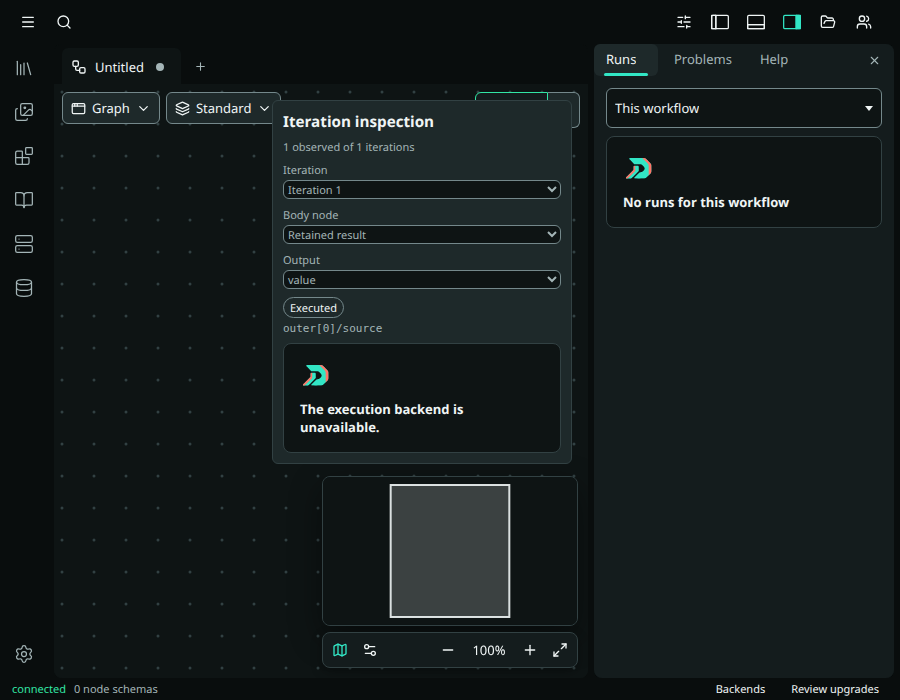 Untitled
Runs
Problems
Help
Graph
Standard
This workflow
No runs for this workflow
Iteration inspection
1 observed of 1 iterations
Iteration
Iteration 1
Body node
Retained result
Output
value
Executed
outer[0]/source
The execution backend is
unavailable.
100%
connected
0 node schemas
Backends
Review upgrades